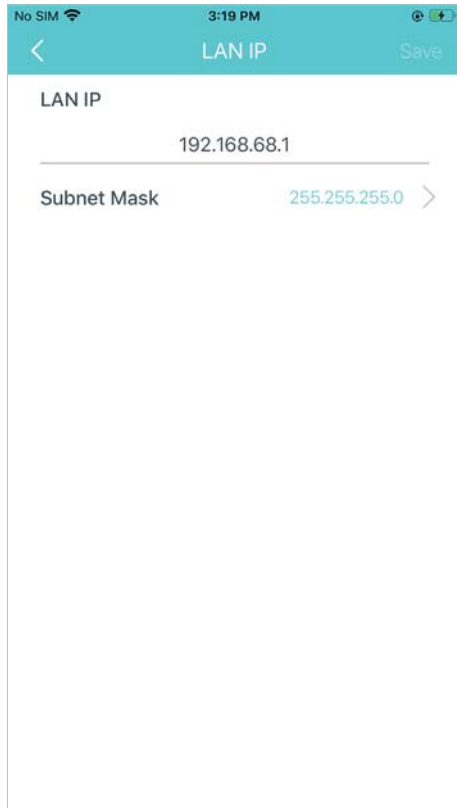 No SIM 3:19 PM
LAN IP Save
LAN IP
192.168.68.1
Subnet Mask 255.255.255.0